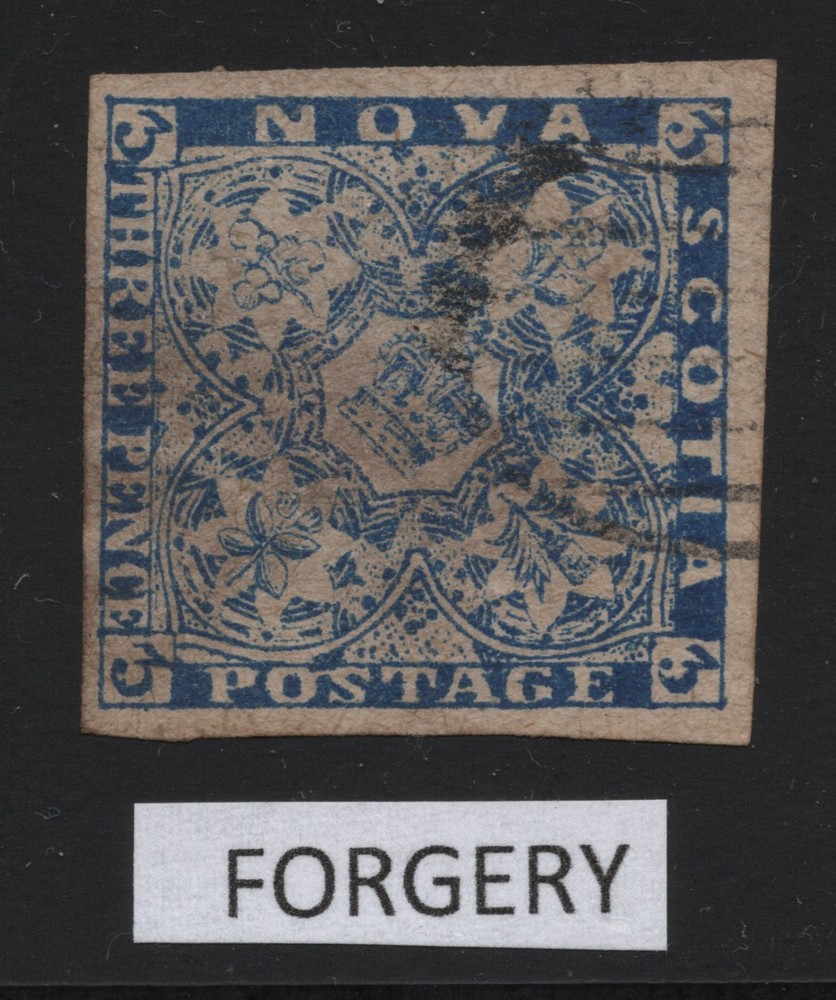 3 NOVA 3
SCOTIA
THREE PENCE
3 POSTAGE 3
FORGERY